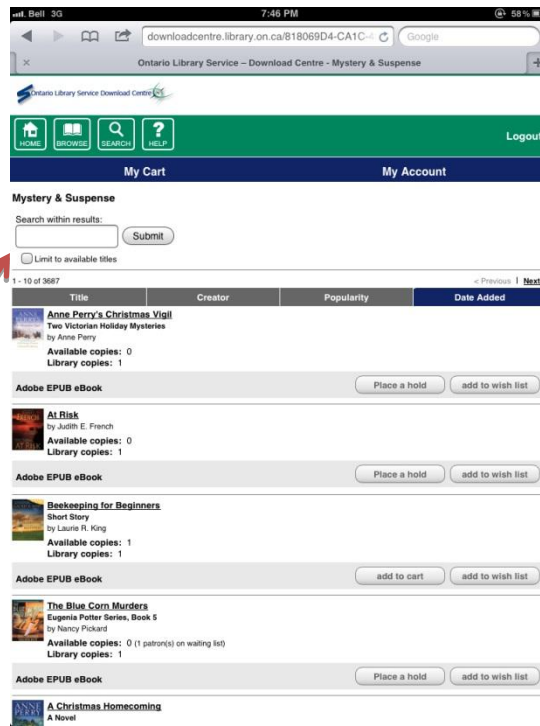 Bell 3G 7:46 PM 58%
downloadcentre.library.on.ca/818069D4-CA1C-4 Google
Ontario Library Service – Download Centre - Mystery & Suspense
Ontario Library Service Download Centre
HOME BROWSE SEARCH HELP Logout
My Cart My Account
Mystery & Suspense
Search within results:
Submit
Limit to available titles
1 - 10 of 3687 < Previous | Next
Title Creator Popularity Date Added
Anne Perry's Christmas Vigil
Two Victorian Holiday Mysteries
by Anne Perry
Available copies: 0
Library copies: 1
Adobe EPUB eBook Place a hold add to wish list
At Risk
by Judith E. French
Available copies: 0
Library copies: 1
Adobe EPUB eBook Place a hold add to wish list
Beekeeping for Beginners
Short Story
by Laurie R. King
Available copies: 1
Library copies: 1
Adobe EPUB eBook add to cart add to wish list
The Blue Corn Murders
Eugenia Potter Series, Book 5
by Nancy Pickard
Available copies: 0 (1 patron(s) on waiting list)
Library copies: 1
Adobe EPUB eBook Place a hold add to wish list
A Christmas Homecoming
A Novel